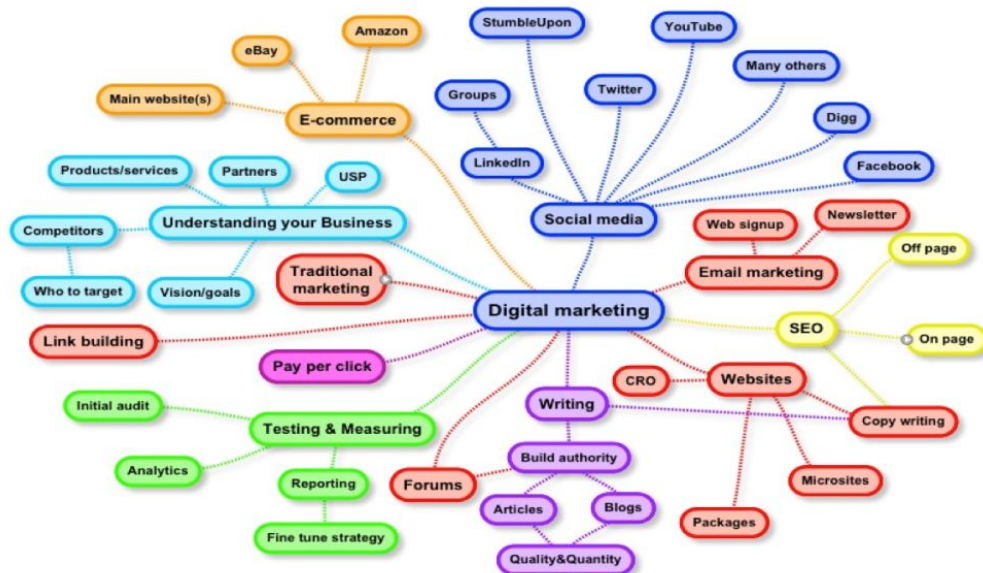 StumbleUpon
YouTube
Amazon
eBay
Many others
Main website(s)
Groups
Twitter
E-commerce
Digg
LinkedIn
Facebook
Products/services
Partners
USP
Social media
Understanding your Business
Web signup
Newsletter
Competitors
Off page
Traditional
marketing
Email marketing
Who to target
Vision/goals
Digital marketing
SEO
On page
Link building
Pay per click
CRO
Websites
Initial audit
Writing
Testing & Measuring
Copy writing
Build authority
Analytics
Reporting
Forums
Microsites
Articles
Blogs
Packages
Fine tune strategy
Quality&Quantity